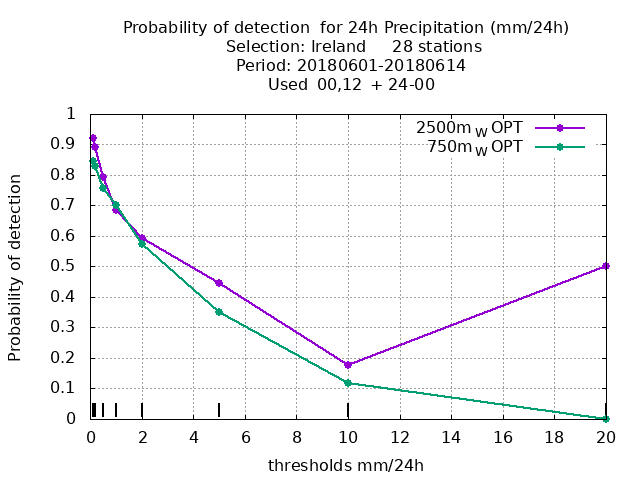 Probability of detection  for 24h Precipitation (mm/24h)
Selection: Ireland     28 stations
Period: 20180601-20180614
Used  00,12  + 24-00
2500m W OPT
750m W OPT
1
0.9
0.8
0.7
0.6
0.5
0.4
0.3
0.2
0.1
0
Probability of detection
0 2 4 6 8 10 12 14 16 18 20
thresholds mm/24h